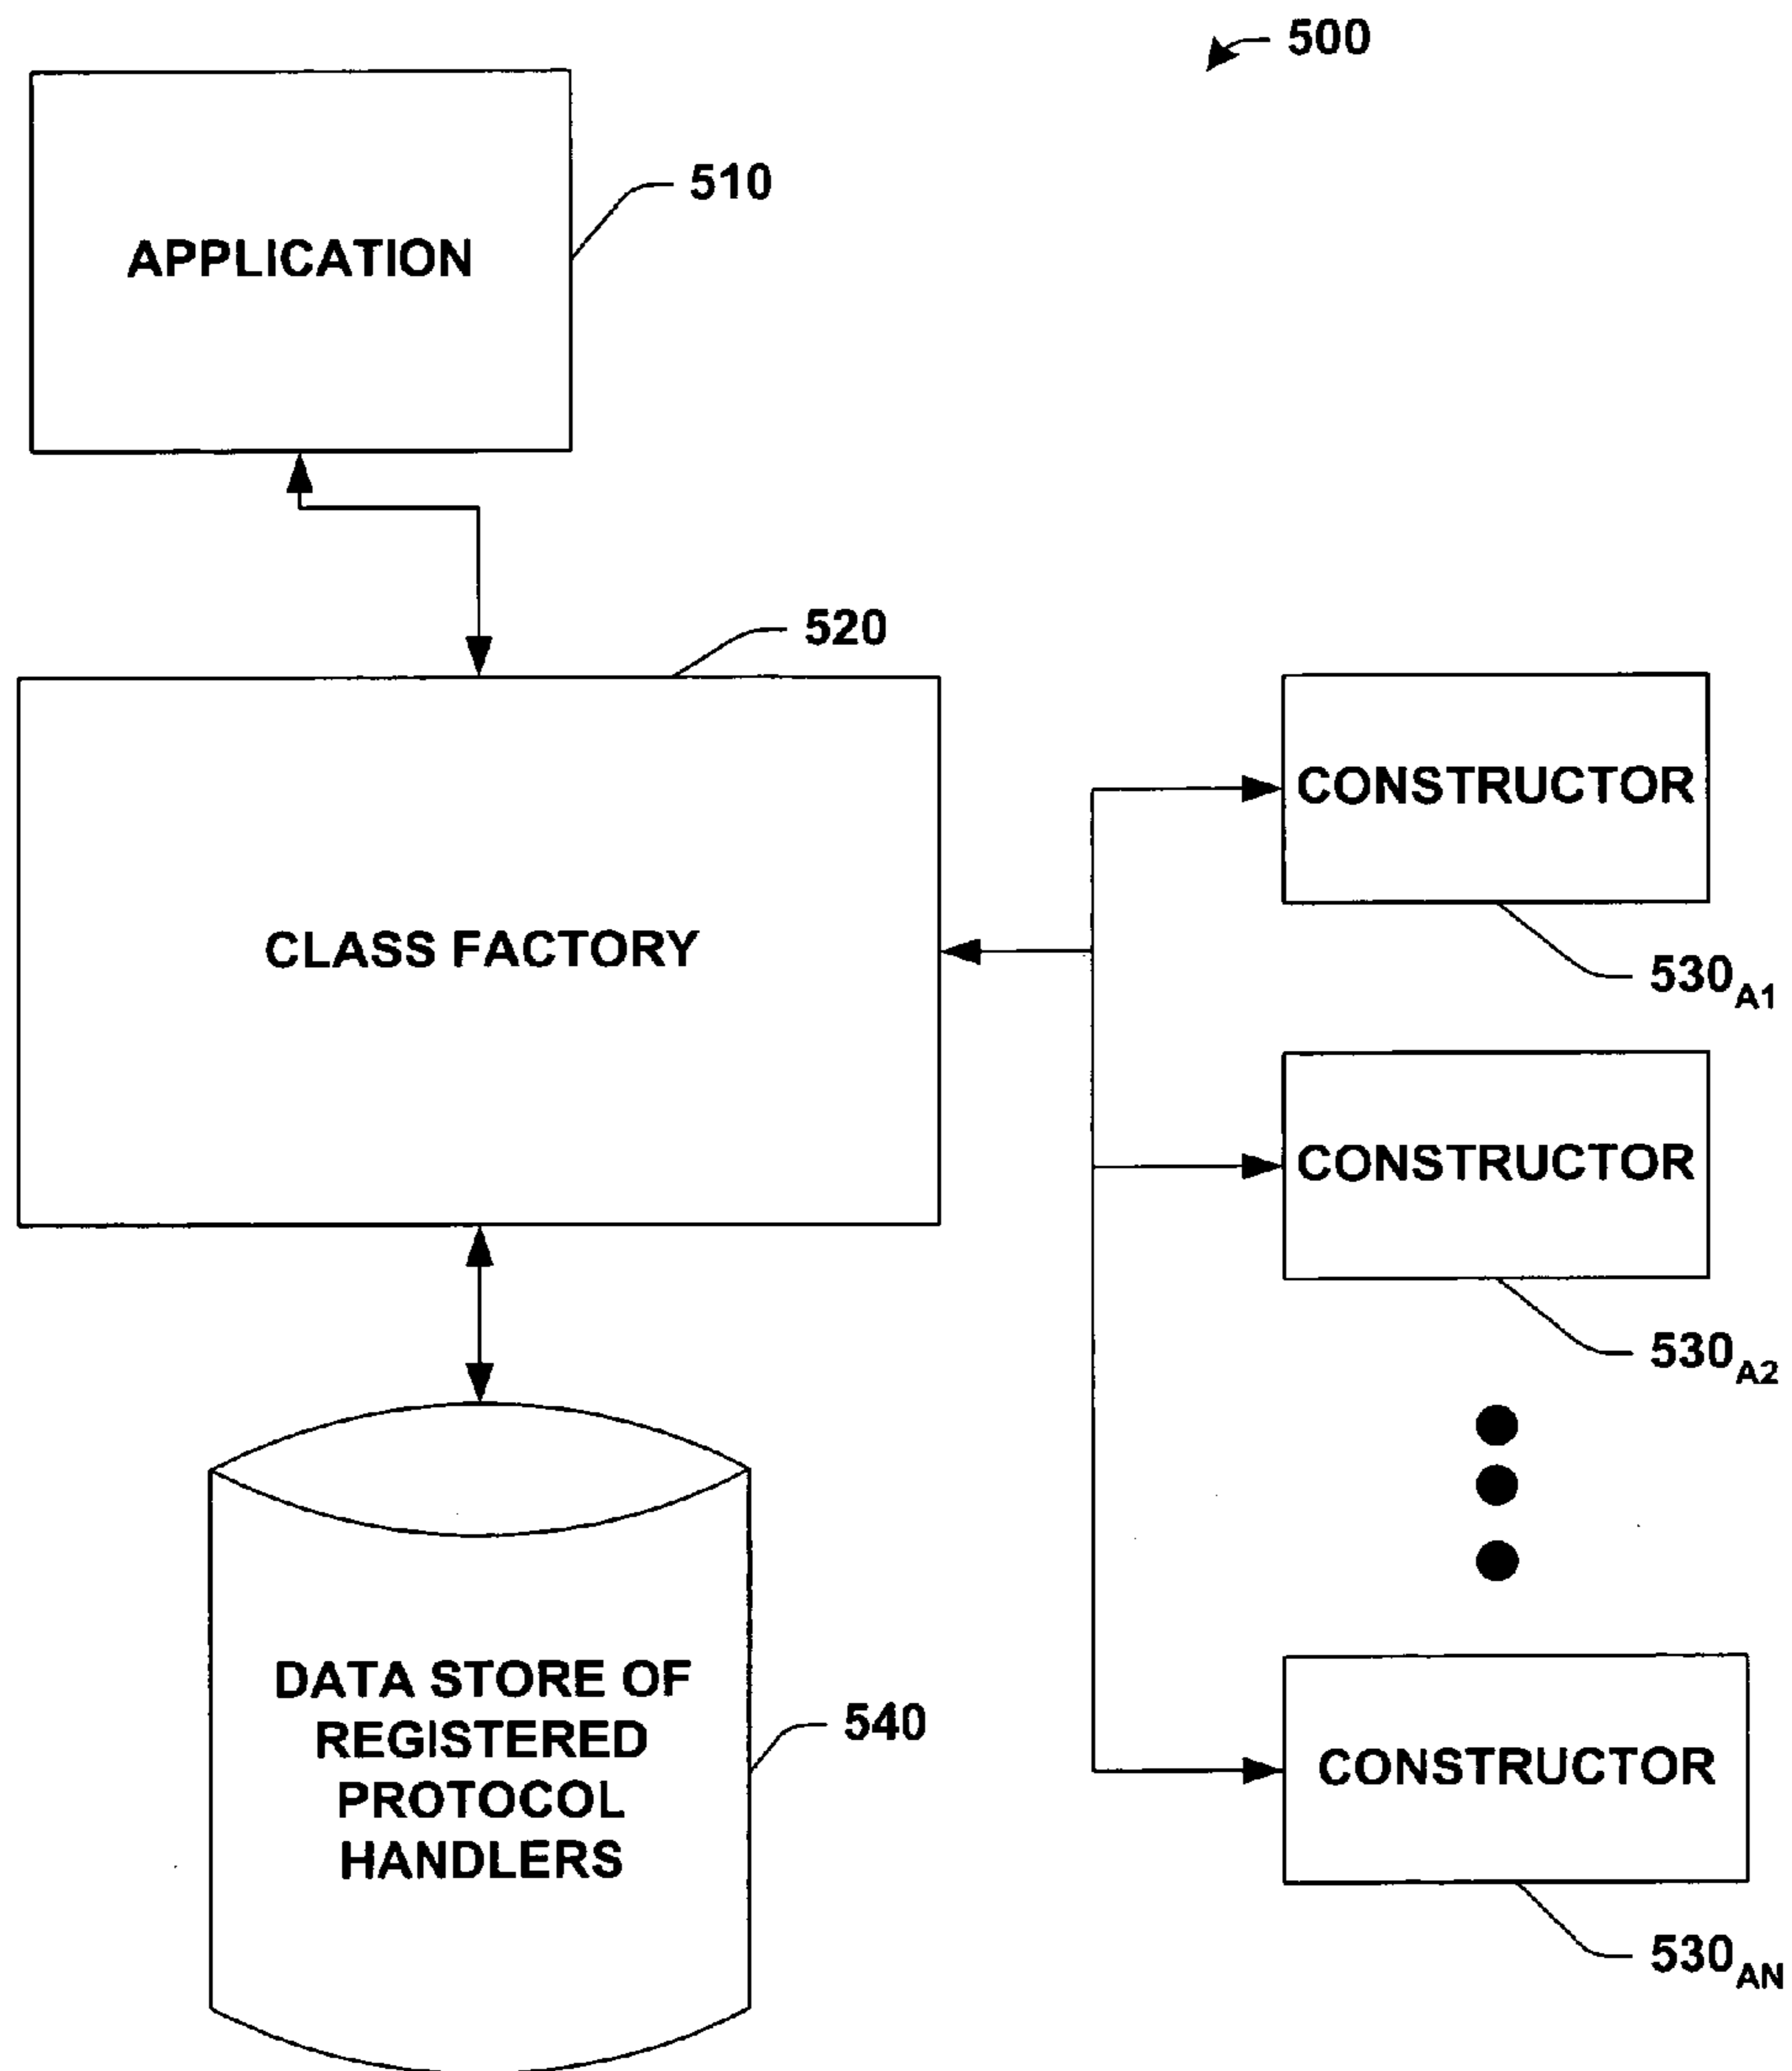 500
APPLICATION
510
520
CLASS FACTORY
CONSTRUCTOR
530A1
CONSTRUCTOR
530A2
DATA STORE OF
REGISTERED
PROTOCOL
HANDLERS
540
CONSTRUCTOR
530AN